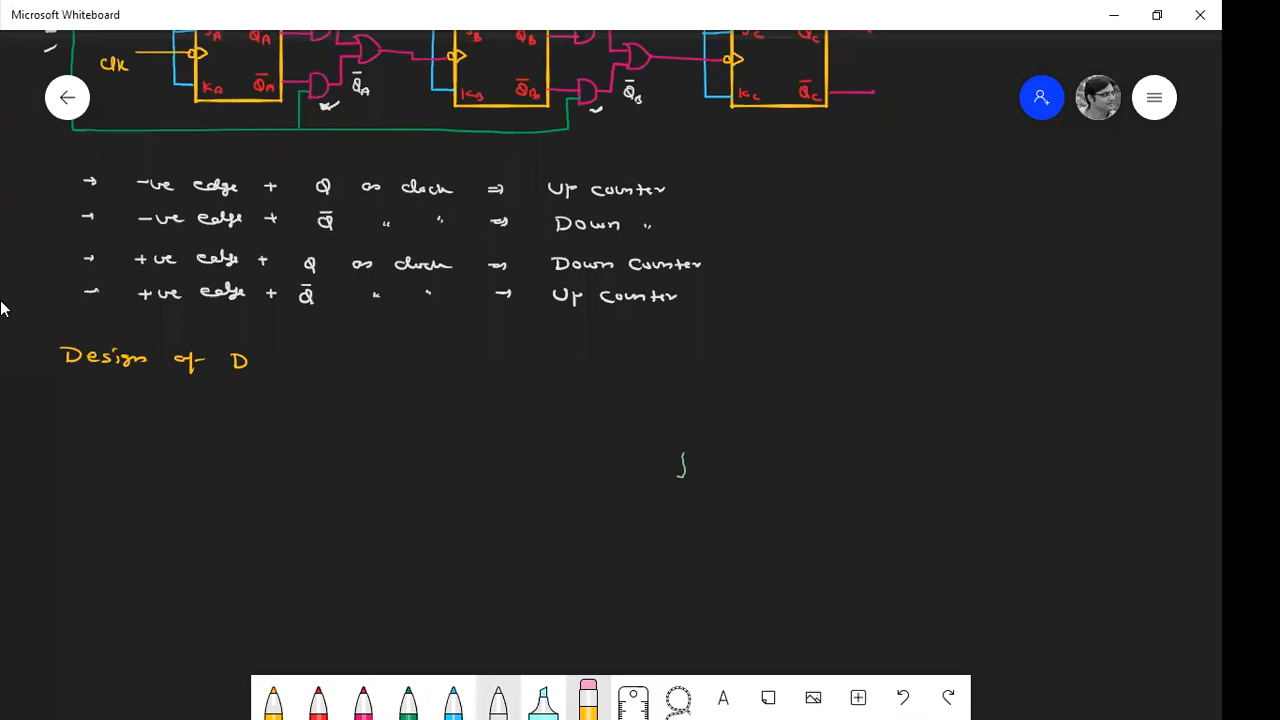 Microsoft Whiteboard
JA QA JB QB JC QC
Clk
KA Q̄A Q̄A KB Q̄B Q̄B KC Q̄C
→ -ve edge + Q as clock ⇒ Up counter
→ -ve edge + Q̄ " " ⇒ Down "
→ +ve edge + Q as clock ⇒ Down Counter
→ +ve edge + Q̄ " " → Up Counter
Design of D
A